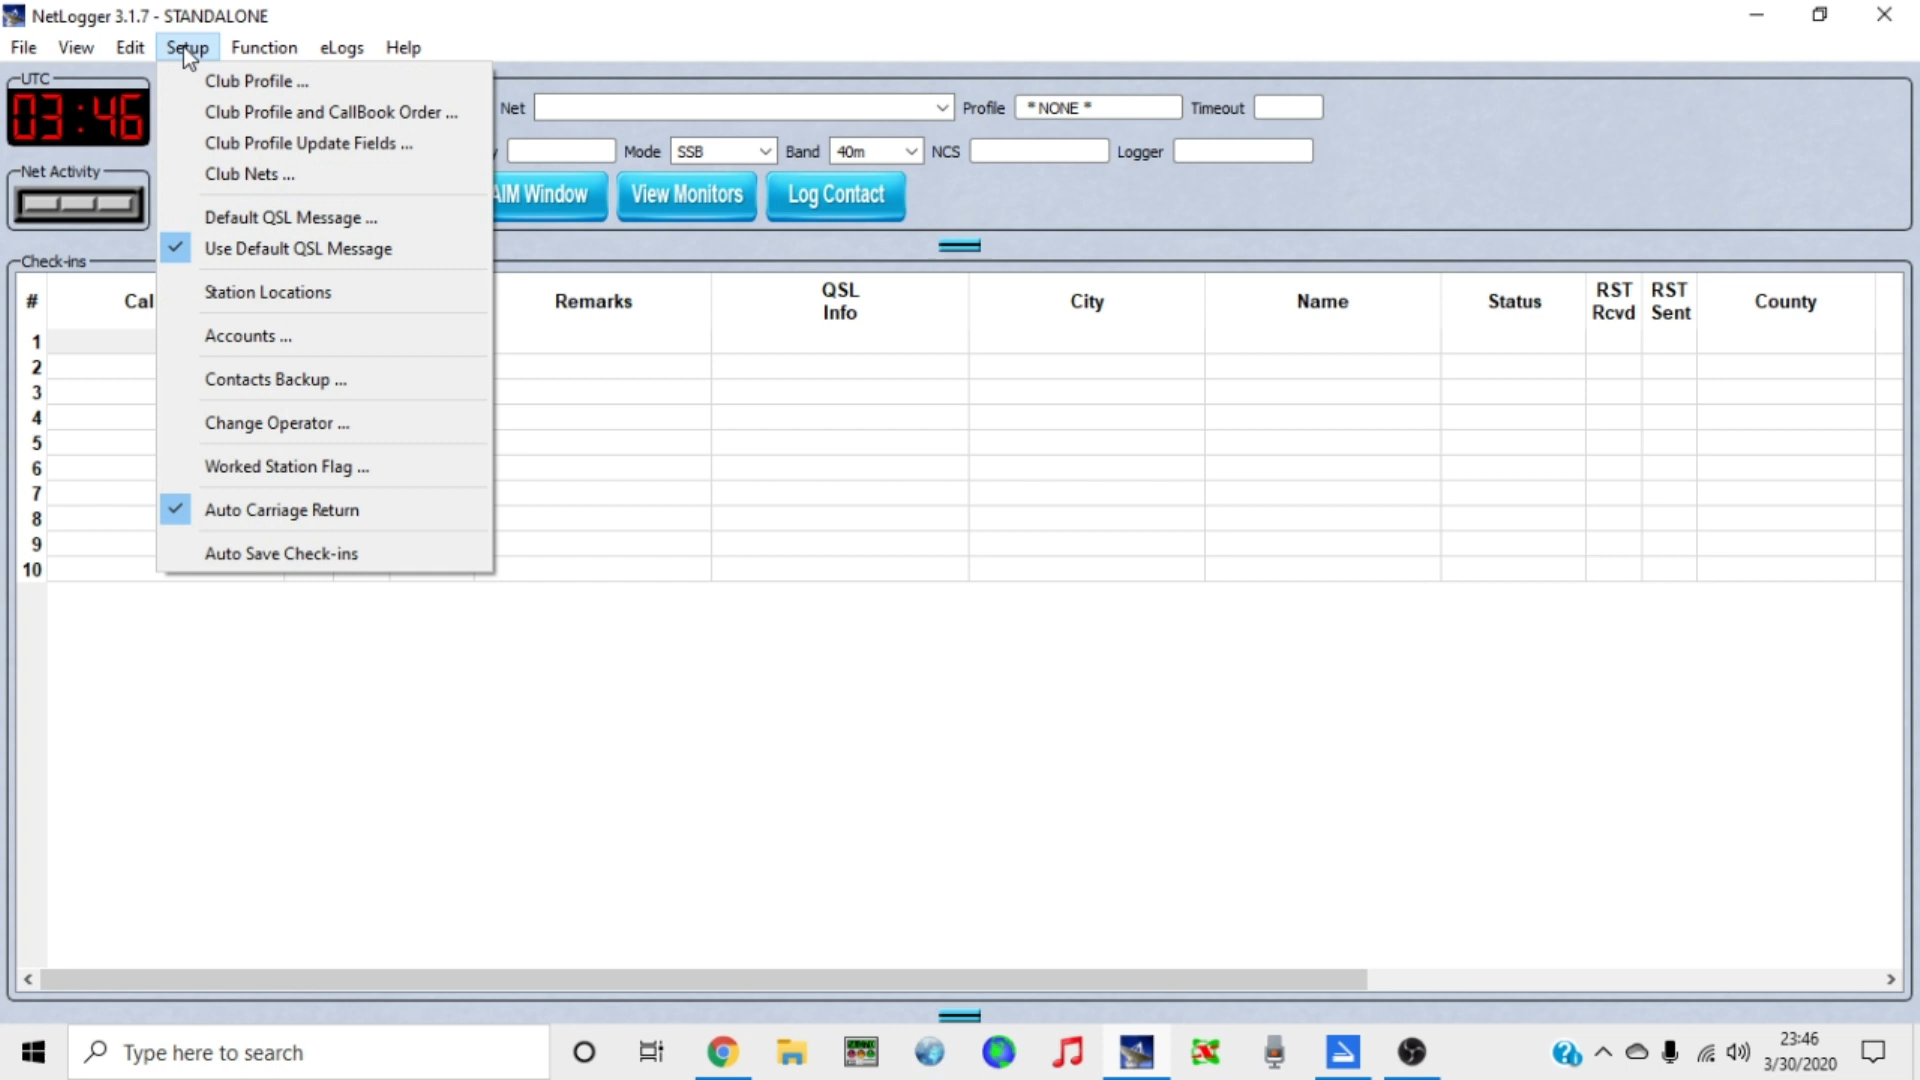 NetLogger 3.1.7 - STANDALONE
File View Edit Setup Function eLogs Help
UTC
03:46
Net Activity
Club Profile ...
Club Profile and CallBook Order ...
Club Profile Update Fields ...
Club Nets ...
Default QSL Message ...
Use Default QSL Message
Station Locations
Accounts ...
Contacts Backup ...
Change Operator ...
Worked Station Flag ...
Auto Carriage Return
Auto Save Check-ins
Net Profile * NONE * Timeout
Mode SSB Band 40m NCS Logger
AIM Window View Monitors Log Contact
Check-ins
# Cal Remarks QSL Info City Name Status RST Rcvd RST Sent County
1
2
3
4
5
6
7
8
9
10
Type here to search
23:46
3/30/2020